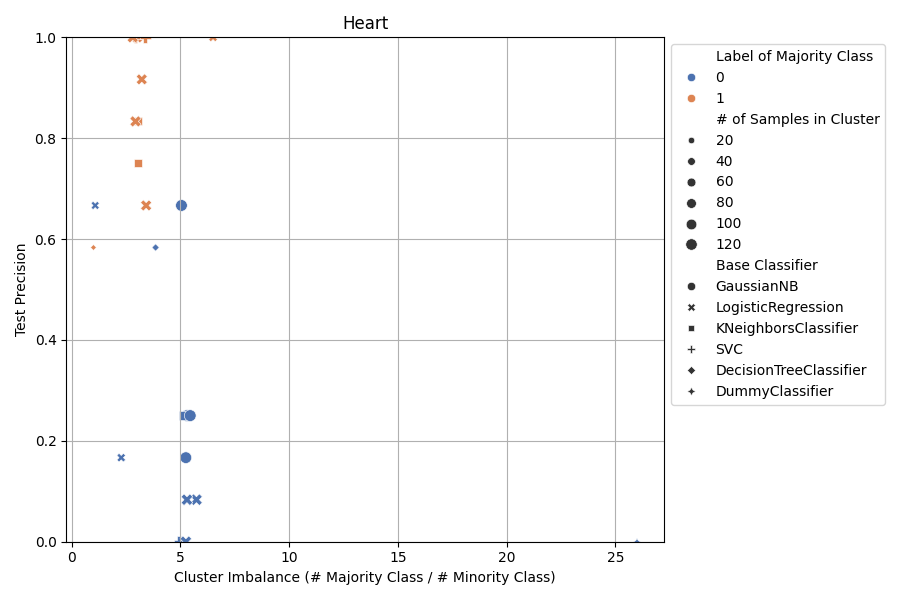 Heart
1.0
0.8
0.6
0.4
0.2
0.0
Test Precision
0
5
10
15
20
25
Cluster Imbalance (# Majority Class / # Minority Class)
Label of Majority Class
0
1
# of Samples in Cluster
20
40
60
80
100
120
Base Classifier
GaussianNB
LogisticRegression
KNeighborsClassifier
SVC
DecisionTreeClassifier
DummyClassifier